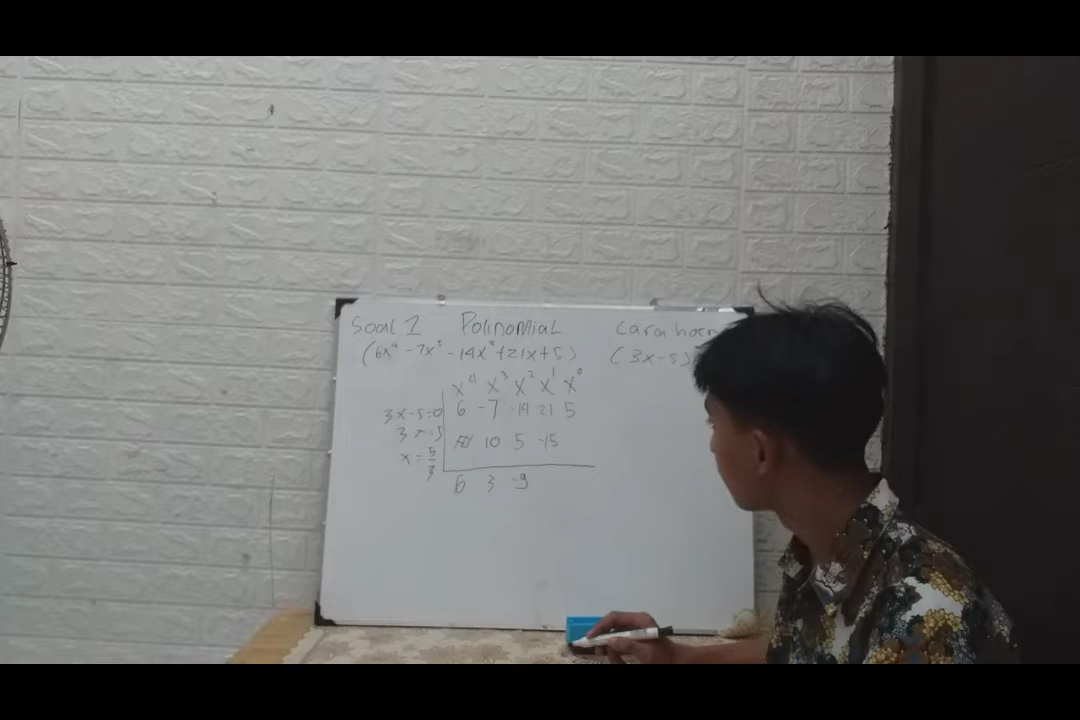 Soal 1 Polinomial Cara
(6x⁴ - 7x³ - 14x² + 21x + 5) (3x - 5)
x⁴ x³ x² x¹ x⁰
3x - 5 = 0 6 -7 -14 21 5
3x = 5 10 5 -15
x = 5/3
6 3 -9